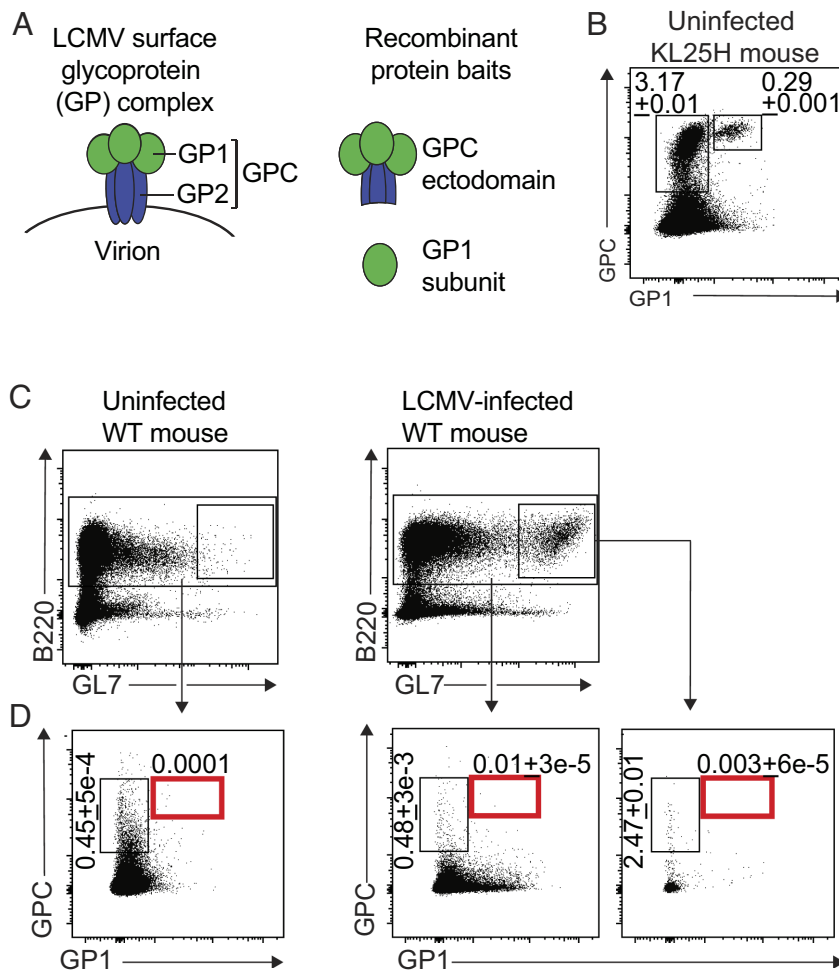 A
LCMV surface
glycoprotein
(GP) complex
GP1
GP2
GPC
Virion
Recombinant
protein baits
GPC
ectodomain
GP1
subunit
B
Uninfected
KL25H mouse
3.17
±0.01
0.29
±0.001
GPC
GP1
C
Uninfected
WT mouse
LCMV-infected
WT mouse
B220
GL7
B220
GL7
D
0.45±5e-4
0.0001
GPC
GP1
0.48±3e-3
0.01±3e-5
GPC
GP1
2.47±0.01
0.003±6e-5